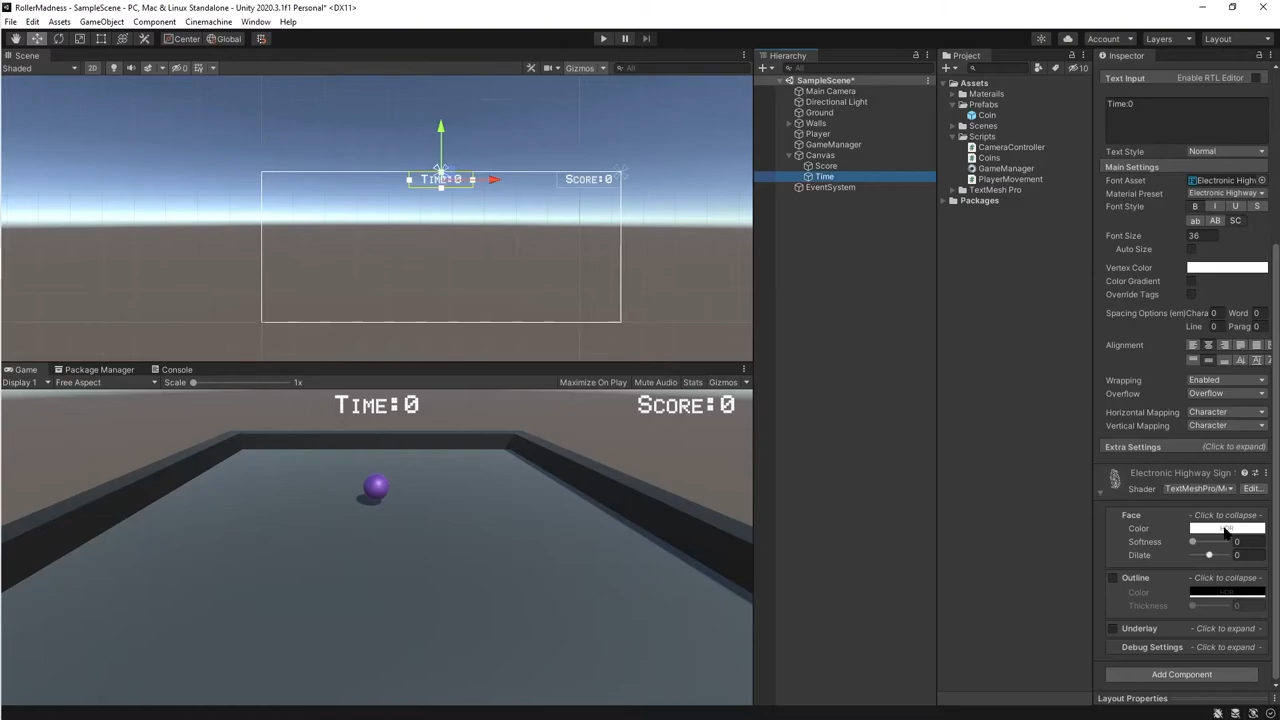 RollerMadness - SampleScene - PC, Mac & Linux Standalone - Unity 2020.3.1f1 Personal* <DX11>
File Edit Assets GameObject Component Cinemachine Window Help
Center Global Account Layers Layout
Scene
Shaded 2D 0 Gizmos All
Time:0
Score:0
Game Package Manager Console
Display 1 Free Aspect Scale 1x Maximize On Play Mute Audio Stats Gizmos
Time:0 Score:0
Hierarchy
All
SampleScene*
Main Camera
Directional Light
Ground
Walls
Player
GameManager
Canvas
Score
Time
EventSystem
Project
10
Assets
Materails
Prefabs
Coin
Scenes
Scripts
CameraController
Coins
GameManager
PlayerMovement
TextMesh Pro
Packages
Inspector
Text Input Enable RTL Editor
Time:0
Text Style Normal
Main Settings
Font Asset Electronic High
Material Preset Electronic Highway
Font Style B I U S
ab AB SC
Font Size 36
Auto Size
Vertex Color
Color Gradient
Override Tags
Spacing Options (em) Chara 0 Word 0
Line 0 Parag 0
Alignment
Wrapping Enabled
Overflow Overflow
Horizontal Mapping Character
Vertical Mapping Character
Extra Settings (Click to expand)
Electronic Highway Sign
Shader TextMeshPro/M Edit...
Face - Click to collapse -
Color HDR
Softness 0
Dilate 0
Outline - Click to collapse -
Color HDR
Thickness 0
Underlay - Click to expand -
Debug Settings - Click to expand -
Add Component
Layout Properties